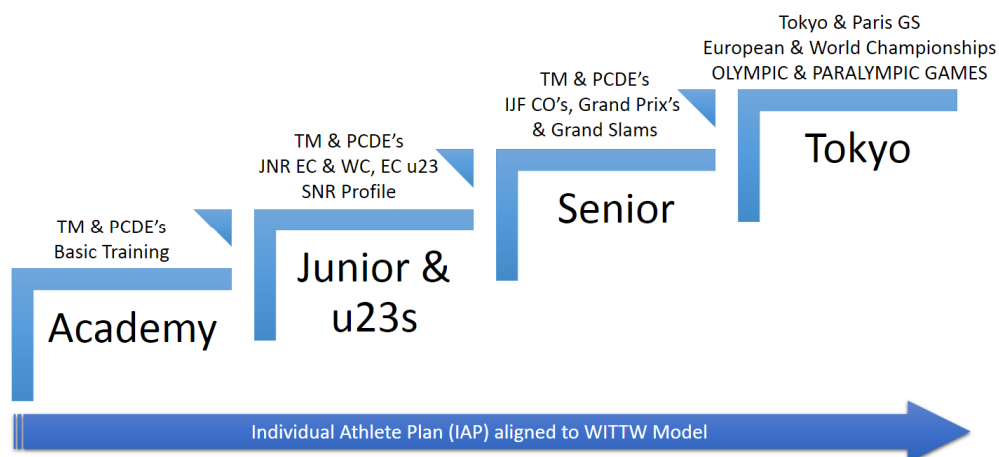 Tokyo & Paris GS
European & World Championships
OLYMPIC & PARALYMPIC GAMES
Tokyo
TM & PCDE’s
IJF CO’s, Grand Prix’s
& Grand Slams
Senior
TM & PCDE’s
JNR EC & WC, EC u23
SNR Profile
Junior &
u23s
TM & PCDE’s
Basic Training
Academy
Individual Athlete Plan (IAP) aligned to WITTW Model